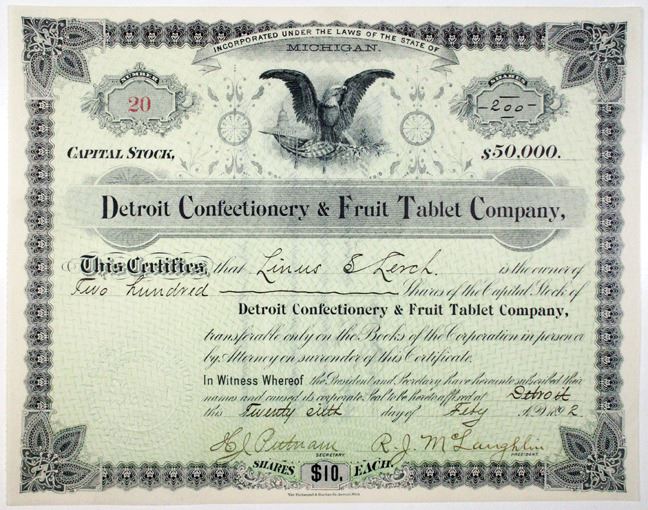 INCORPORATED UNDER THE LAWS OF THE STATE OF
MICHIGAN.
NUMBER
20
SHARES
-200-
CAPITAL STOCK,
$50,000.
Detroit Confectionery & Fruit Tablet Company,
This Certifies, that Linus S Lerch. is the owner of
Two hundred Shares of the Capital Stock of
Detroit Confectionery & Fruit Tablet Company,
transferable only on the Books of the Corporation in person or
by Attorney on surrender of this Certificate.
In Witness Whereof the President and Secretary have hereunto subscribed their
names and caused its corporate Seal to be hereto affixed at Detroit
this Twenty sixth day of Feby A.D. 1892
H J Putnam R. J. McLaughlin
SECRETARY. PRESIDENT.
SHARES $10, EACH.